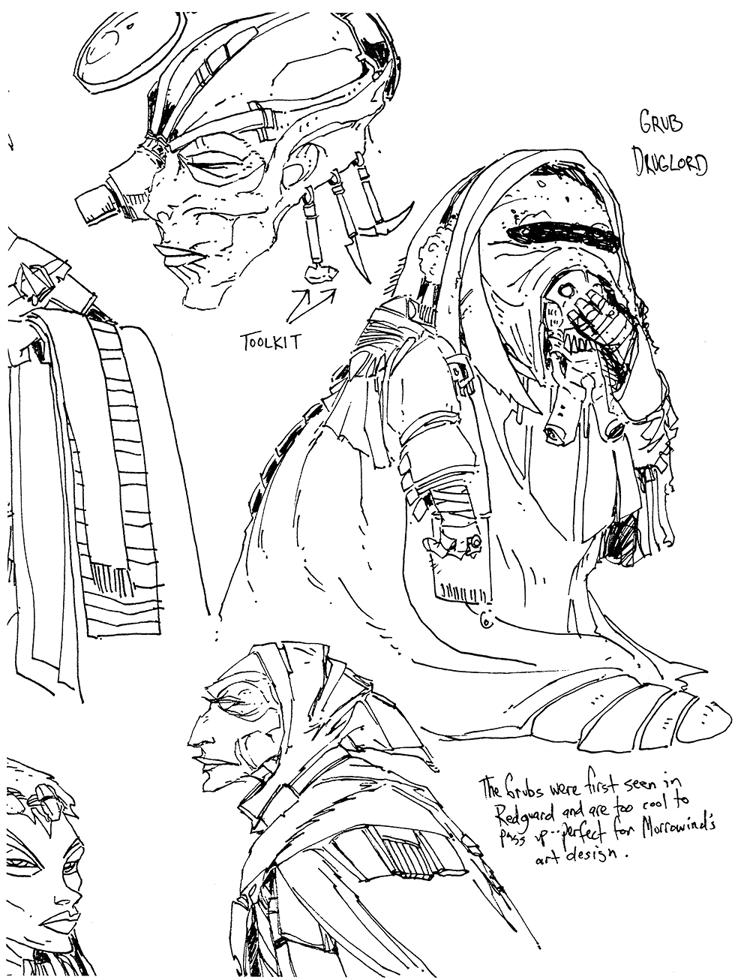 GRUB
DRUGLORD
TOOLKIT
The Grubs were first seen in
Redguard and are too cool to
pass up--perfect for Morrowind's
art design.